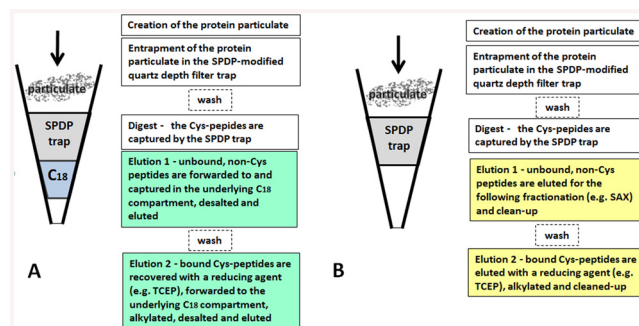 particulate
SPDP
trap
C18
A
Creation of the protein particulate
Entrapment of the protein
particulate in the SPDP-modified
quartz depth filter trap
wash
Digest - the Cys-pepides are
captured by the SPDP trap
Elution 1 - unbound, non-Cys
peptides are forwarded to and
captured in the underlying C18
compartment, desalted and
eluted
wash
Elution 2 - bound Cys-peptides are
recovered with a reducing agent
(e.g. TCEP), forwarded to the
underlying C18 compartment,
alkylated, desalted and eluted
particulate
SPDP
trap
B
Creation of the protein particulate
Entrapment of the protein
particulate in the SPDP-modified
quartz depth filter trap
wash
Digest - the Cys-peptides are
captured by the SPDP trap
Elution 1 - unbound, non-Cys
peptides are eluted for the
following fractionation (e.g. SAX)
and clean-up
wash
Elution 2 - bound Cys-peptides are
eluted with a reducing agent (e.g.
TCEP), alkylated and cleaned-up